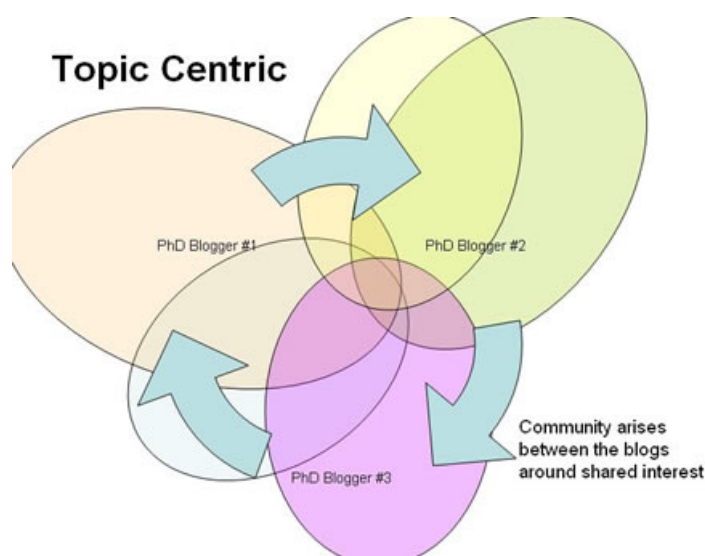 Topic Centric
PhD Blogger #1
PhD Blogger #2
Community arises
between the blogs
around shared interest
PhD Blogger #3